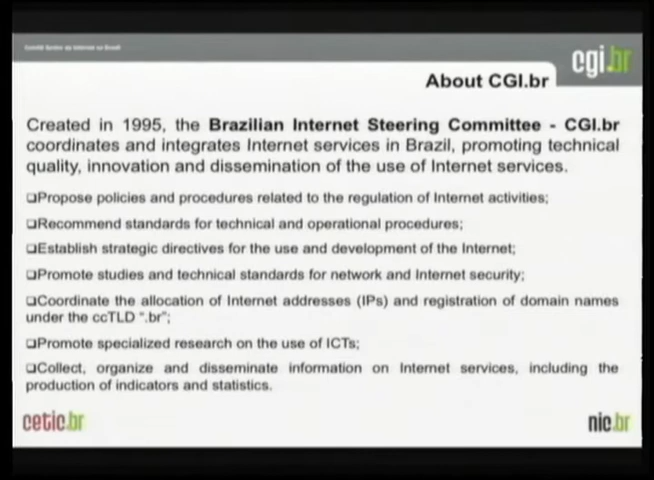 Comitê Gestor da Internet no Brasil
cgi.br
About CGI.br
Created in 1995, the Brazilian Internet Steering Committee - CGI.br
coordinates and integrates Internet services in Brazil, promoting technical
quality, innovation and dissemination of the use of Internet services.
❑Propose policies and procedures related to the regulation of Internet activities;
❑Recommend standards for technical and operational procedures;
❑Establish strategic directives for the use and development of the Internet;
❑Promote studies and technical standards for network and Internet security;
❑Coordinate the allocation of Internet addresses (IPs) and registration of domain names
under the ccTLD ".br";
❑Promote specialized research on the use of ICTs;
❑Collect, organize and disseminate information on Internet services, including the
production of indicators and statistics.
cetic.br
nic.br